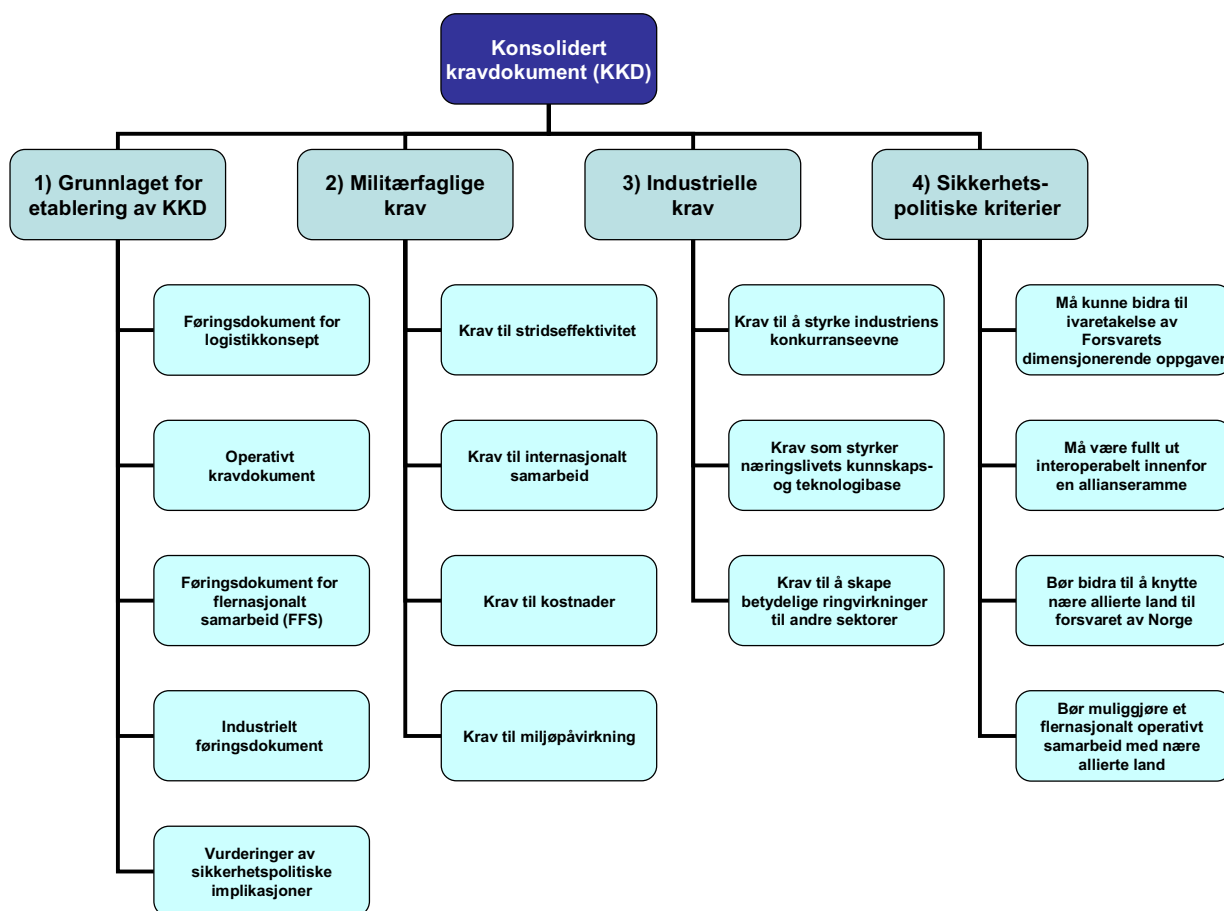 Konsolidert
kravdokument (KKD)
1) Grunnlaget for
etablering av KKD
Føringsdokument for
logistikkonsept
Operativt
kravdokument
Føringsdokument for
flernasjonalt
samarbeid (FFS)
Industrielt
føringsdokument
Vurderinger av
sikkerhetspolitiske
implikasjoner
2) Militærfaglige
krav
Krav til stridseffektivitet
Krav til internasjonalt
samarbeid
Krav til kostnader
Krav til miljøpåvirkning
3) Industrielle
krav
Krav til å styrke industriens
konkurranseevne
Krav som styrker
næringslivets kunnskaps-
og teknologibase
Krav til å skape
betydelige ringvirkninger
til andre sektorer
4) Sikkerhets-
politiske kriterier
Må kunne bidra til
ivaretakelse av
Forsvarets
dimensjonerende oppgaver
Må være fullt ut
interoperabelt innenfor
en allianseramme
Bør bidra til å knytte
nære allierte land til
forsvaret av Norge
Bør muliggjøre et
flernasjonalt operativt
samarbeid med nære
allierte land